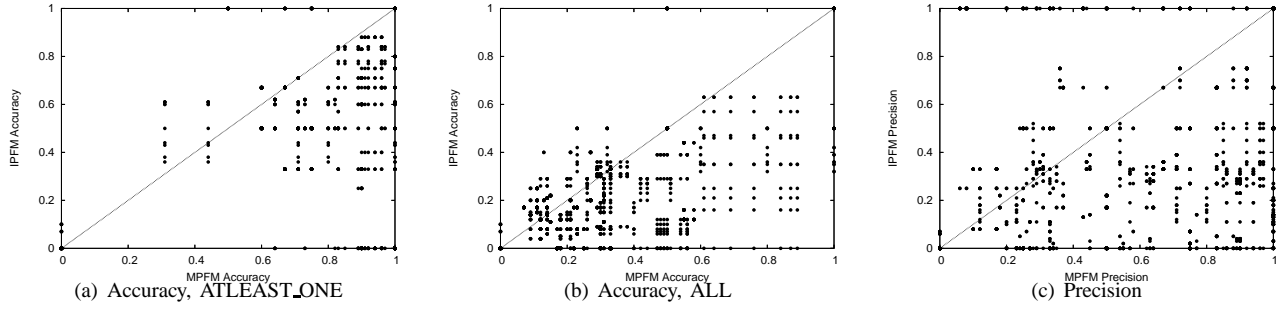 1
0.8
0.6
0.4
0.2
0
0 0.2 0.4 0.6 0.8 1
IPFM Accuracy
MPFM Accuracy
(a) Accuracy, ATLEAST_ONE
1
0.8
0.6
0.4
0.2
0
0 0.2 0.4 0.6 0.8 1
IPFM Accuracy
MPFM Accuracy
(b) Accuracy, ALL
1
0.8
0.6
0.4
0.2
0
0 0.2 0.4 0.6 0.8 1
IPFM Precision
MPFM Precision
(c) Precision